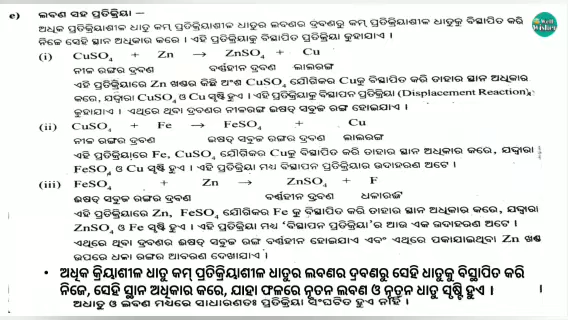 e) ଲବଣ ସହ ପ୍ରତିକ୍ରିୟା –
ଅଧିକ ପ୍ରତିକ୍ରିୟାଶୀଳ ଧାତୁ କମ୍ ପ୍ରତିକ୍ରିୟାଶୀଳ ଧାତୁର ଲବଣର ଦ୍ରବଣରୁ କମ୍ ପ୍ରତିକ୍ରିୟାଶୀଳ ଧାତୁକୁ ବିସ୍ଥାପିତ କରି
ନିଜେ ସେହି ସ୍ଥାନ ଅଧିକାର କରେ । ଏହି ପ୍ରତିକ୍ରିୟାକୁ ବିସ୍ଥାପିତ ପ୍ରତିକ୍ରିୟା କୁହାଯାଏ ।
(i) CuSO₄ + Zn → ZnSO₄ + Cu
ନୀଳ ରଙ୍ଗର ଦ୍ରବଣ ବର୍ଣ୍ଣହୀନ ଦ୍ରବଣ ଲାଲରଙ୍ଗ
ଏହି ପ୍ରତିକ୍ରିୟାରେ Zn ଖଣ୍ଡର କିଛି ଅଂଶ CuSO₄ ଯୌଗିକର Cuକୁ ବିସ୍ଥାପିତ କରି ତାହାର ସ୍ଥାନ ଅଧିକାର
କରେ, ଯଦ୍ୱାରା CuSO₄ ଓ Cu ସୃଷ୍ଟି ହୁଏ । ଏହି ପ୍ରତିକ୍ରିୟାକୁ ବିସ୍ଥାପନ ପ୍ରତିକ୍ରିୟା (Displacement Reaction)
କୁହାଯାଏ । ଏଥିରେ ଥିବା ଦ୍ରବଣର ନୀଳରଙ୍ଗ ଇଷତ୍ ସବୁଜ ରଙ୍ଗ ହୋଇଯାଏ ।
(ii) CuSO₄ + Fe → FeSO₄ + Cu
ନୀଳ ରଙ୍ଗର ଦ୍ରବଣ ଇଷତ୍ ସବୁଜ ରଙ୍ଗର ଦ୍ରବଣ ଲାଲରଙ୍ଗ
ଏହି ପ୍ରତିକ୍ରିୟାରେ Fe, CuSO₄ ଯୌଗିକର Cuକୁ ବିସ୍ଥାପିତ କରି ତାହାର ସ୍ଥାନ ଅଧିକାର କରେ, ଯଦ୍ୱାରା
FeSO₄ ଓ Cu ସୃଷ୍ଟି ହୁଏ । ଏହି ପ୍ରତିକ୍ରିୟା ମଧ୍ୟ ବିସ୍ଥାପନ ପ୍ରତିକ୍ରିୟାର ଉଦାହରଣ ଅଟେ ।
(iii) FeSO₄ + Zn → ZnSO₄ + F
ଈଷତ୍ ସବୁଜ ରଙ୍ଗର ଦ୍ରବଣ ବର୍ଣ୍ଣହୀନ ଦ୍ରବଣ ଧଳାରଙ୍ଗ
ଏହି ପ୍ରତିକ୍ରିୟାରେ Zn, FeSO₄ ଯୌଗିକର Fe କୁ ବିସ୍ଥାପିତ କରି ତାହାର ସ୍ଥାନ ଅଧିକାର କରେ, ଯଦ୍ୱାରା
ZnSO₄ ଓ Fe ସୃଷ୍ଟି ହୁଏ । ଏହି ପ୍ରତିକ୍ରିୟା ମଧ୍ୟ 'ବିସ୍ଥାପନ ପ୍ରତିକ୍ରିୟା'ର ଆଉ ଏକ ଉଦାହରଣ ଅଟେ ।
ଏଥିରେ ଥିବା ଦ୍ରବଣର ଈଷତ୍ ସବୁଜ ରଙ୍ଗ ବର୍ଣ୍ଣହୀନ ହୋଇଯାଏ ଏବଂ ଏଥିରେ ପକାଯାଇଥିବା Zn ଖଣ୍ଡ
ଉପରେ ଧଳା ରଙ୍ଗର ଆବରଣ ଦେଖାଯାଏ ।
• ଅଧିକ କ୍ରିୟାଶୀଳ ଧାତୁ କମ୍ ପ୍ରତିକ୍ରିୟାଶୀଳ ଧାତୁର ଲବଣର ଦ୍ରବଣରୁ ସେହି ଧାତୁକୁ ବିସ୍ଥାପିତ କରି
ନିଜେ, ସେହି ସ୍ଥାନ ଅଧିକାର କରେ, ଯାହା ଫଳରେ ନୂତନ ଲବଣ ଓ ନୂତନ ଧାତୁ ସୃଷ୍ଟି ହୁଏ ।
ଅଧାତୁ ଓ ଲବଣ ମଧ୍ୟରେ ସାଧାରଣତଃ ପ୍ରତିକ୍ରିୟା ସଂଘଟିତ ହୁଏ ନାହିଁ ।